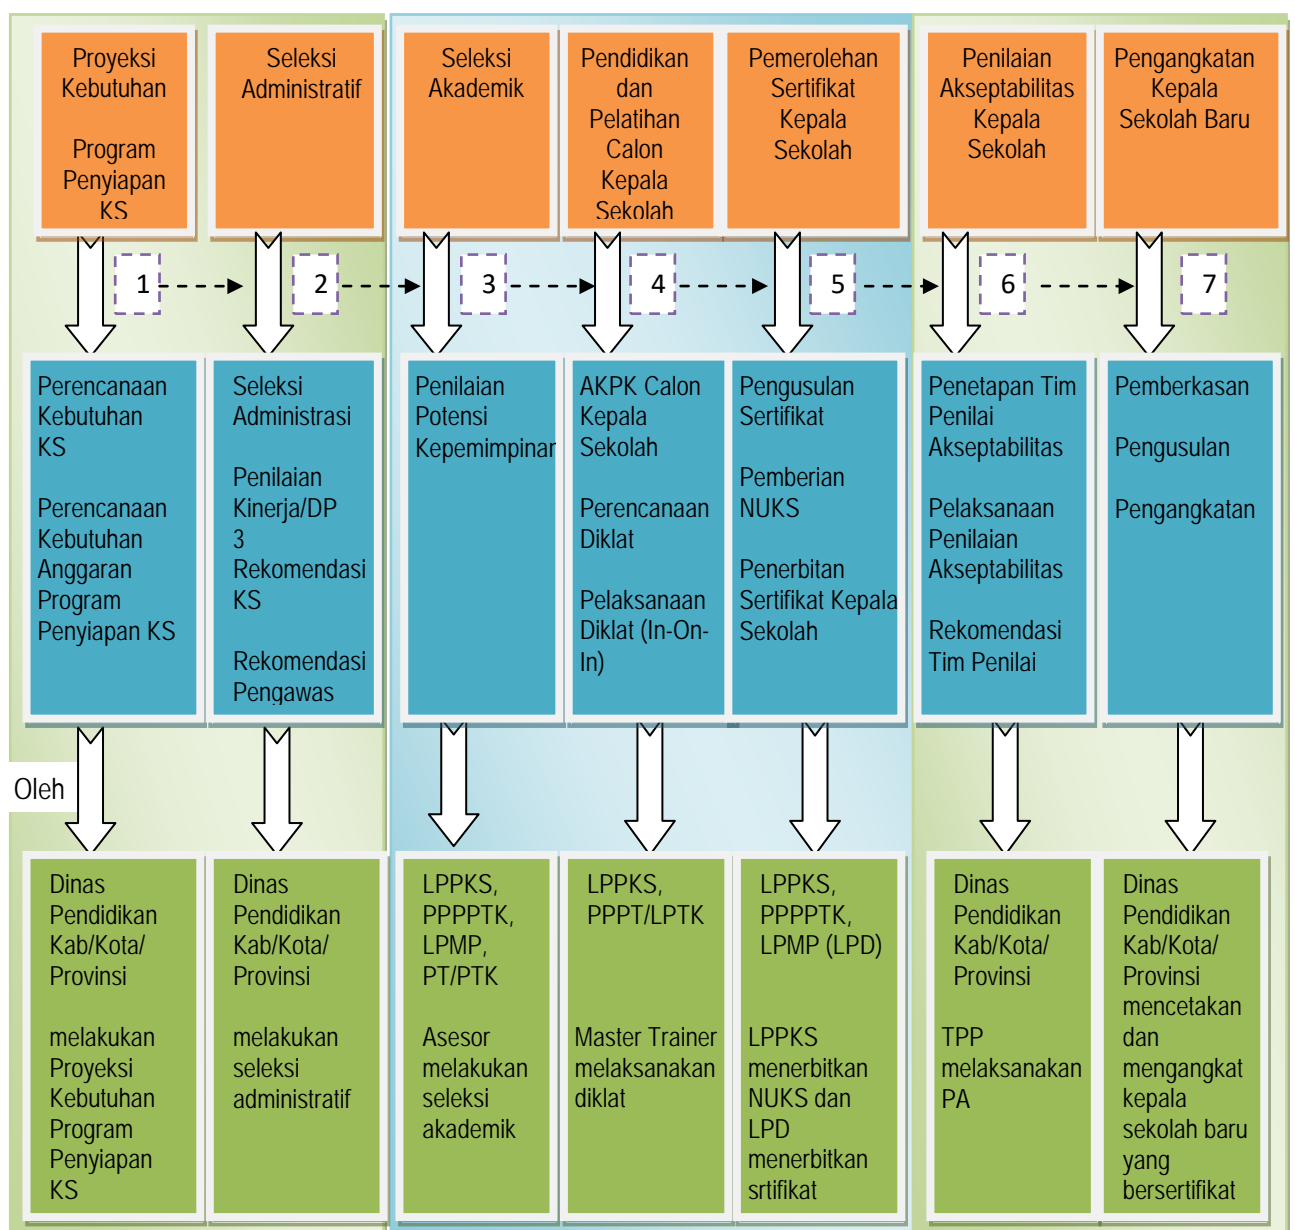 Proyeksi
Kebutuhan
Program
Penyiapan
KS
Seleksi
Administratif
Seleksi
Akademik
Pendidikan
dan
Pelatihan
Calon
Kepala
Sekolah
Pemerolehan
Sertifikat
Kepala
Sekolah
Penilaian
Akseptabilitas
Kepala
Sekolah
Pengangkatan
Kepala
Sekolah Baru
1
2
3
4
5
6
7
Perencanaan
Kebutuhan
KS
Perencanaan
Kebutuhan
Anggaran
Program
Penyiapan KS
Seleksi
Administrasi
Penilaian
Kinerja/DP
3
Rekomendasi
KS
Rekomendasi
Pengawas
Penilaian
Potensi
Kepemimpinan
AKPK Calon
Kepala
Sekolah
Perencanaan
Diklat
Pelaksanaan
Diklat (In-On-
In)
Pengusulan
Sertifikat
Pemberian
NUKS
Penerbitan
Sertifikat Kepala
Sekolah
Penetapan Tim
Penilai
Akseptabilitas
Pelaksanaan
Penilaian
Akseptabilitas
Rekomendasi
Tim Penilai
Pemberkasan
Pengusulan
Pengangkatan
Oleh
Dinas
Pendidikan
Kab/Kota/
Provinsi
melakukan
Proyeksi
Kebutuhan
Program
Penyiapan
KS
Dinas
Pendidikan
Kab/Kota/
Provinsi
melakukan
seleksi
administratif
LPPKS,
PPPPTK,
LPMP,
PT/PTK
Asesor
melakukan
seleksi
akademik
LPPKS,
PPPT/LPTK
Master Trainer
melaksanakan
diklat
LPPKS,
PPPPTK,
LPMP (LPD)
LPPKS
menerbitkan
NUKS dan
LPD
menerbitkan
srtifikat
Dinas
Pendidikan
Kab/Kota/
Provinsi
TPP
melaksanakan
PA
Dinas
Pendidikan
Kab/Kota/
Provinsi
mencetakan
dan
mengangkat
kepala
sekolah baru
yang
bersertifikat